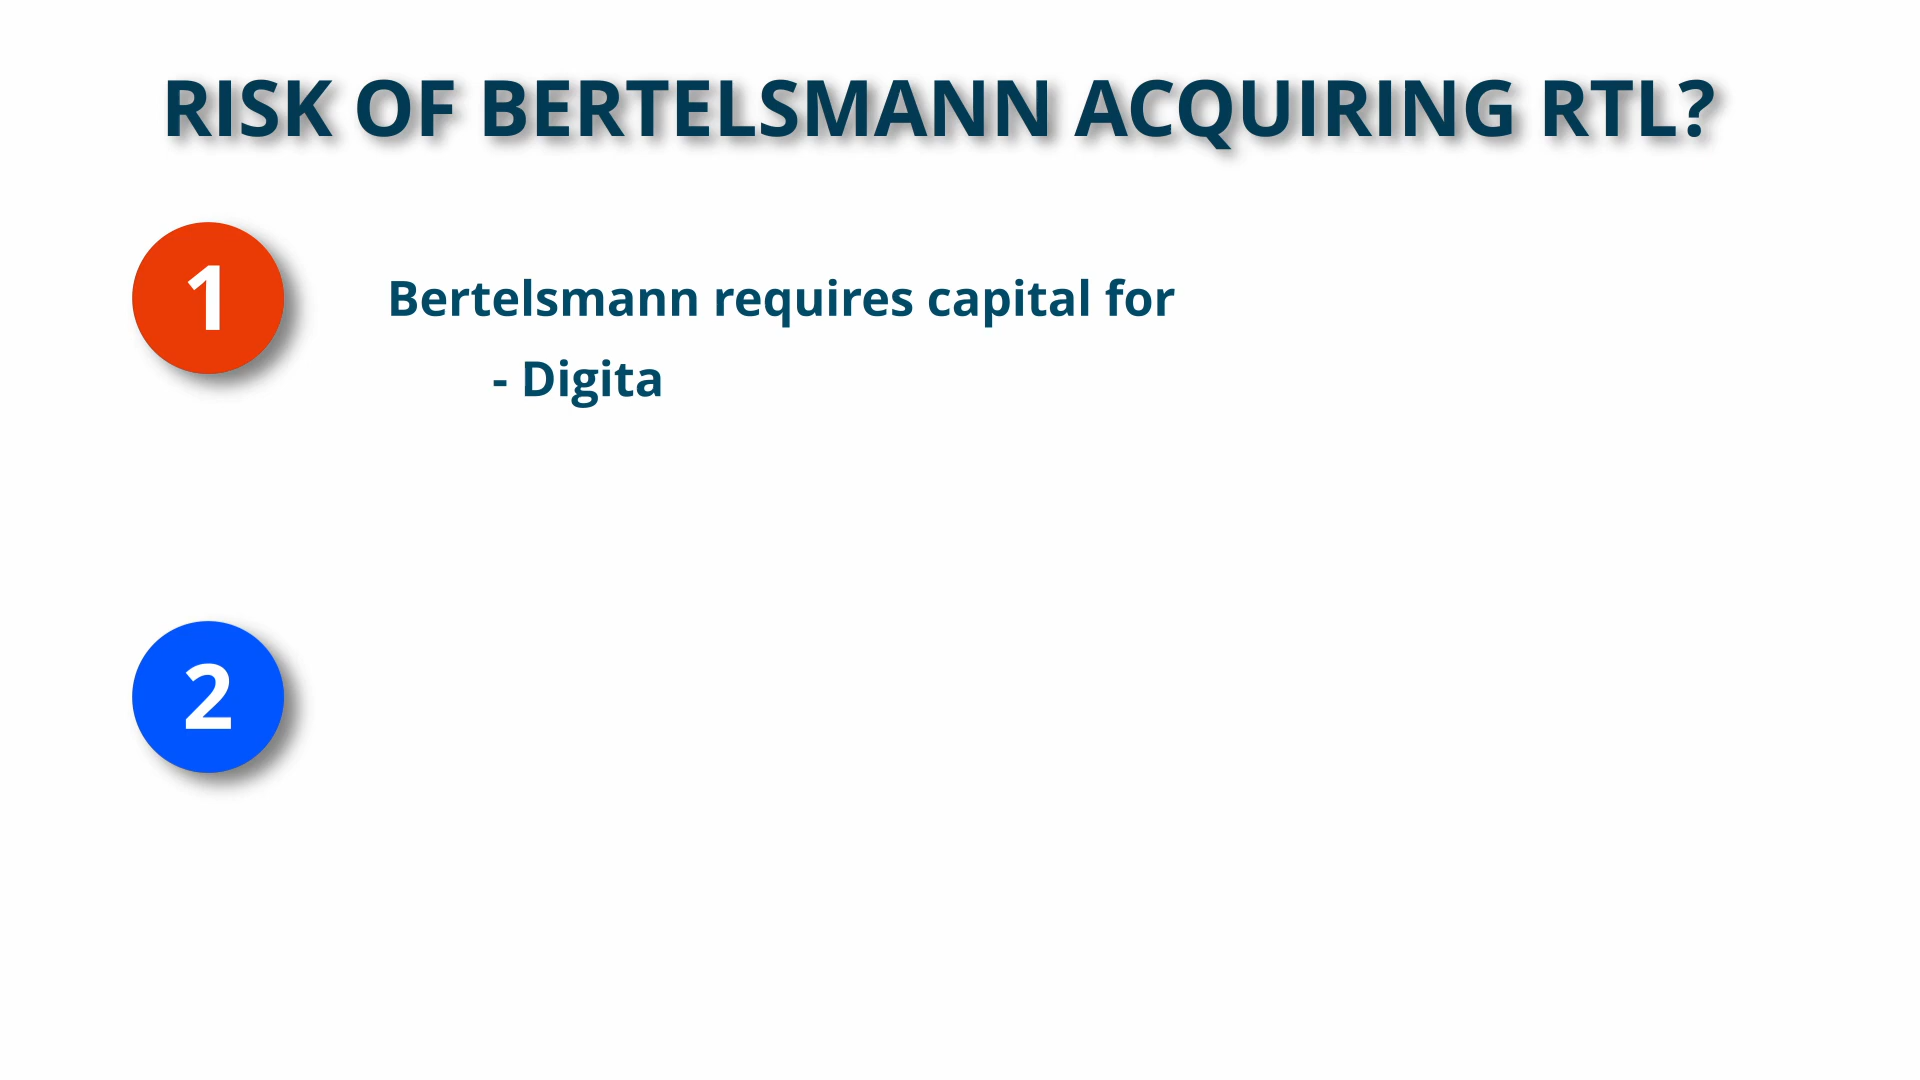 RISK OF BERTELSMANN ACQUIRING RTL?
1
Bertelsmann requires capital for
- Digita
2